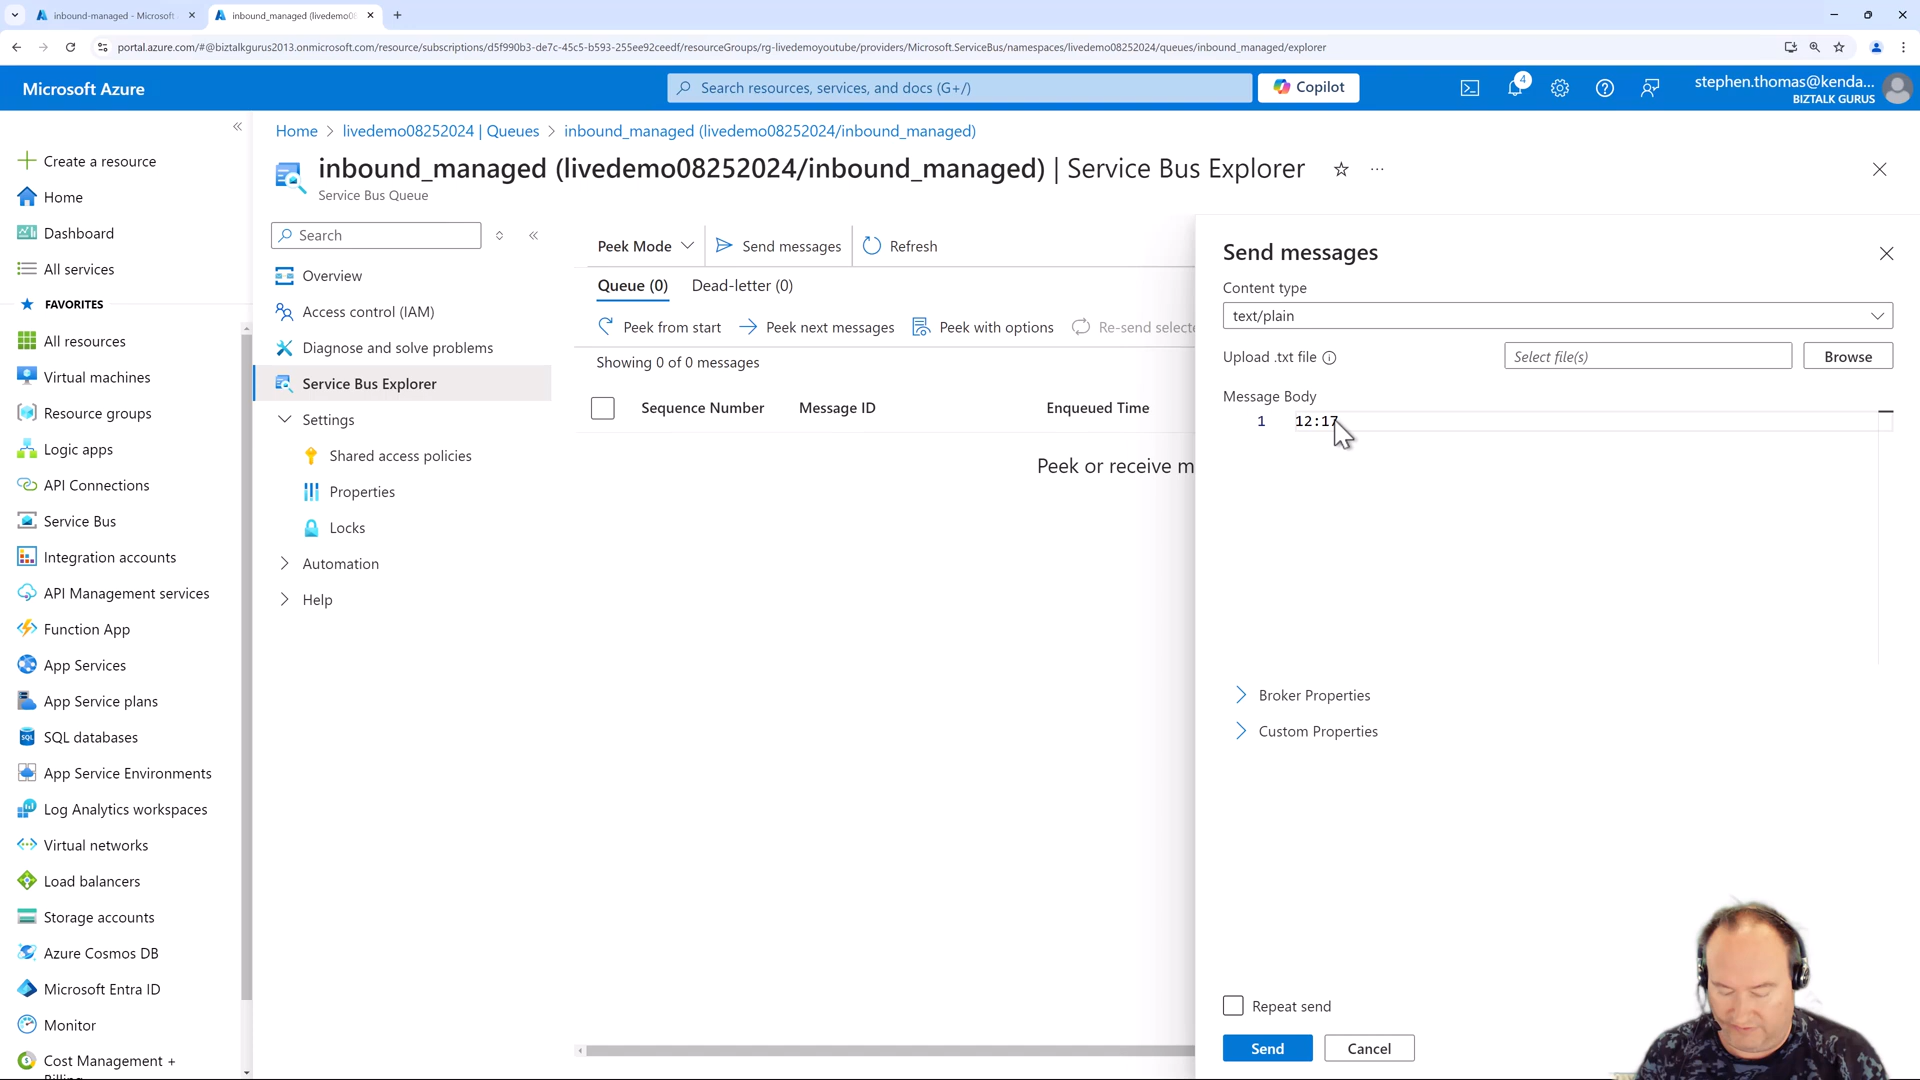 inbound-managed - Microsoft
inbound_managed (livedemo0
portal.azure.com/#@biztalkgurus2013.onmicrosoft.com/resource/subscriptions/d5f990b3-de7c-45c5-b593-255ee92ceedf/resourceGroups/rg-livedemoyoutube/providers/Microsoft.ServiceBus/namespaces/livedemo08252024/queues/inbound_managed/explorer
Microsoft Azure
Search resources, services, and docs (G+/)
Copilot
4
stephen.thomas@kenda...
BIZTALK GURUS
Create a resource
Home
Dashboard
All services
FAVORITES
All resources
Virtual machines
Resource groups
Logic apps
API Connections
Service Bus
Integration accounts
API Management services
Function App
App Services
App Service plans
SQL databases
App Service Environments
Log Analytics workspaces
Virtual networks
Load balancers
Storage accounts
Azure Cosmos DB
Microsoft Entra ID
Monitor
Cost Management +
Home > livedemo08252024 | Queues > inbound_managed (livedemo08252024/inbound_managed)
inbound_managed (livedemo08252024/inbound_managed) | Service Bus Explorer
Service Bus Queue
Search
Overview
Access control (IAM)
Diagnose and solve problems
Service Bus Explorer
Settings
Shared access policies
Properties
Locks
Automation
Help
Peek Mode
Send messages
Refresh
Queue (0)
Dead-letter (0)
Peek from start
Peek next messages
Peek with options
Re-send selecte
Showing 0 of 0 messages
Sequence Number
Message ID
Enqueued Time
Peek or receive m
Send messages
Content type
text/plain
Upload .txt file
Select file(s)
Browse
Message Body
1 12:17
Broker Properties
Custom Properties
Repeat send
Send
Cancel